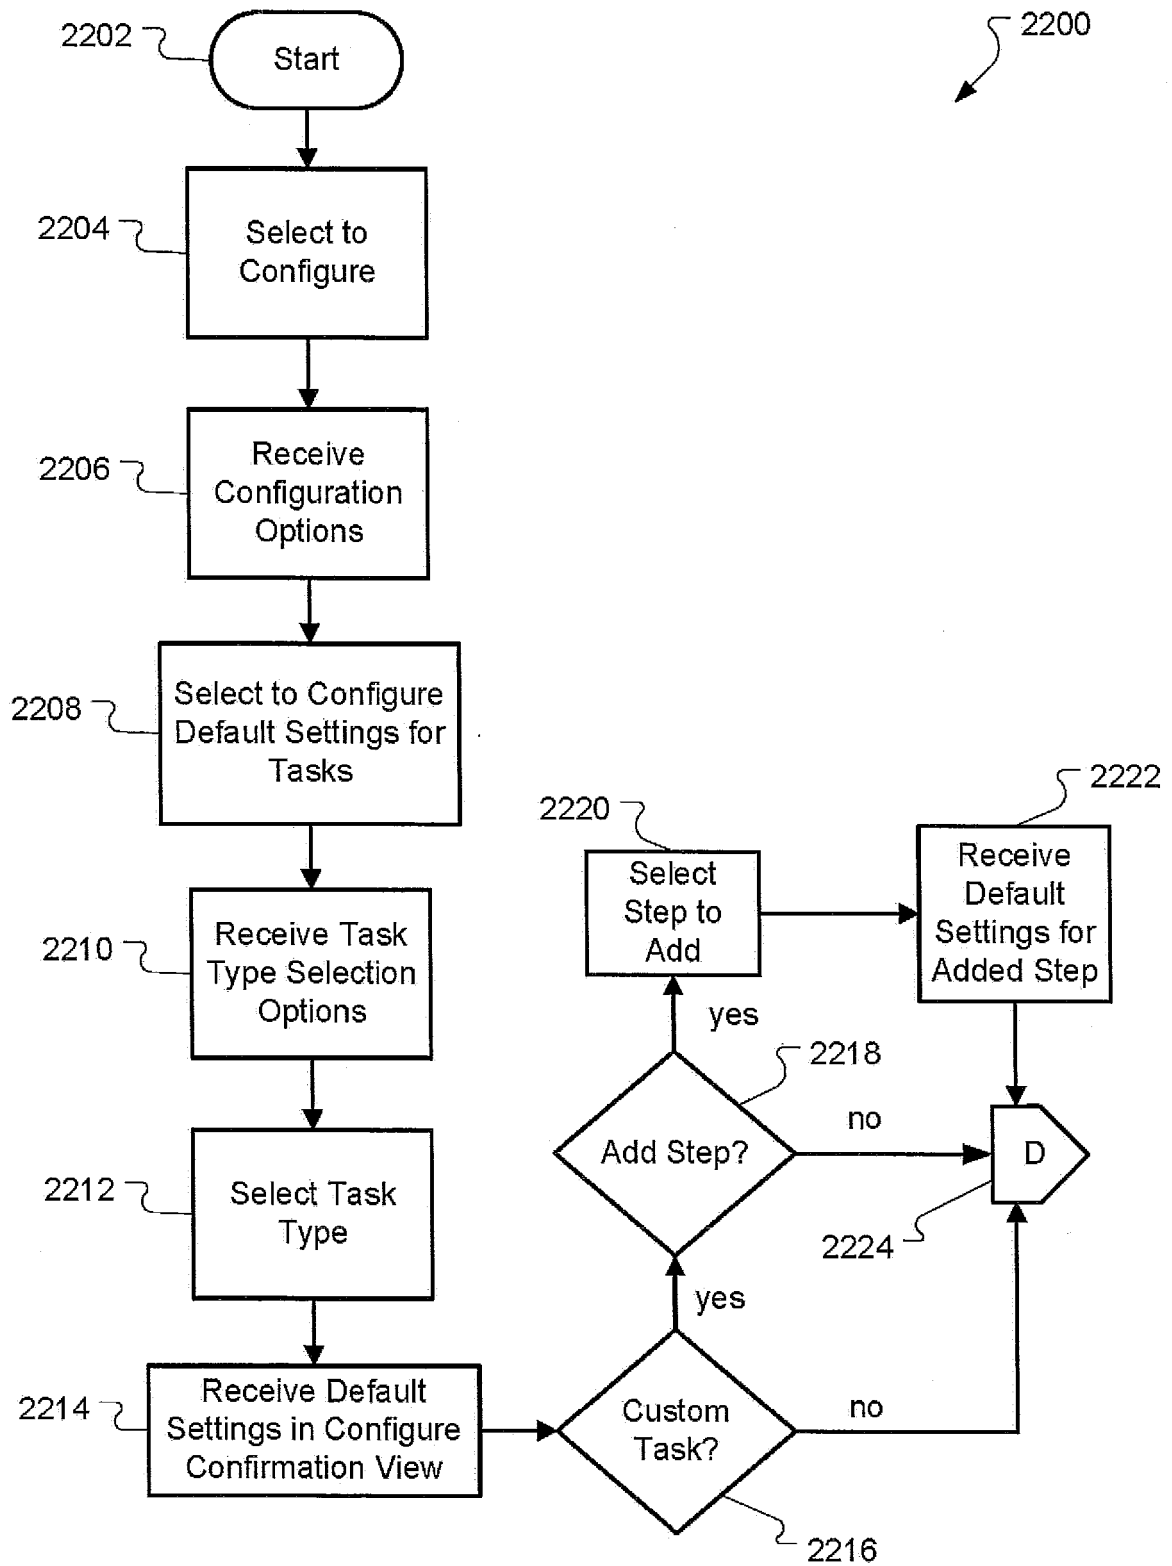 2202
Start
2200
2204
Select to
Configure
2206
Receive
Configuration
Options
2208
Select to Configure
Default Settings for
Tasks
2210
Receive Task
Type Selection
Options
2212
Select Task
Type
2214
Receive Default
Settings in Configure
Confirmation View
Custom
Task?
2216
yes
no
Add Step?
2218
yes
no
2220
Select
Step to
Add
2222
Receive
Default
Settings for
Added Step
D
2224